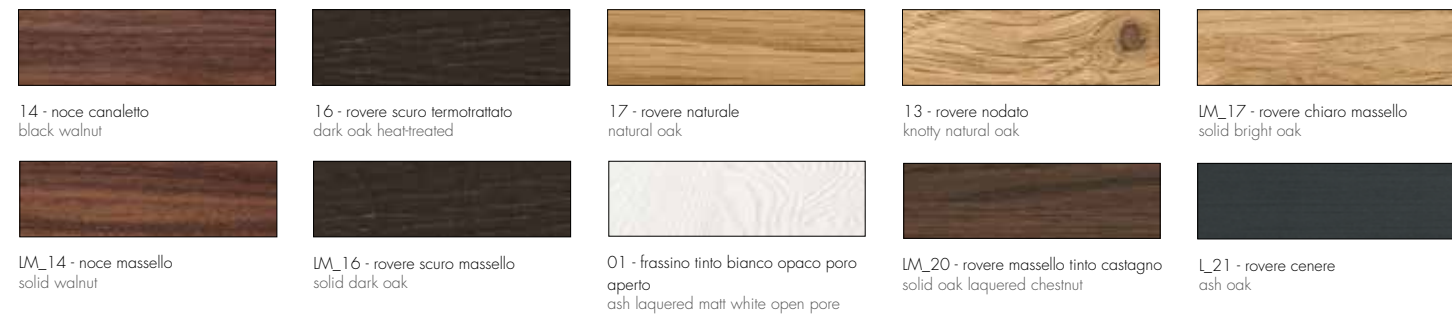 14 - noce canaletto
black walnut
16 - rovere scuro termotrattato
dark oak heat-treated
17 - rovere naturale
natural oak
13 - rovere nodato
knotty natural oak
LM_17 - rovere chiaro massello
solid bright oak
LM_14 - noce massello
solid walnut
LM_16 - rovere scuro massello
solid dark oak
01 - frassino tinto bianco opaco poro
aperto
ash laquered matt white open pore
LM_20 - rovere massello tinto castagno
solid oak laquered chestnut
L_21 - rovere cenere
ash oak